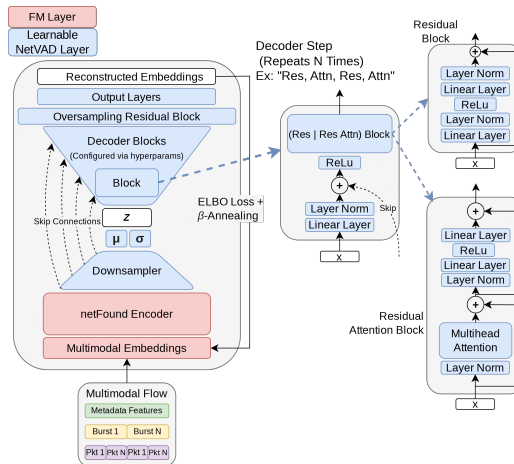 FM Layer
Learnable
NetVAD Layer
Reconstructed Embeddings
Output Layers
Oversampling Residual Block
Decoder Blocks
(Configured via hyperparams)
Block
Skip Connections
z
μ σ
Downsampler
netFound Encoder
Multimodal Embeddings
ELBO Loss +
β-Annealing
Multimodal Flow
Metadata Features
Burst 1 Burst N
Pkt 1 Pkt N Pkt 1 Pkt N
Decoder Step
(Repeats N Times)
Ex: "Res, Attn, Res, Attn"
(Res | Res Attn) Block
ReLu
+
Skip
Layer Norm
Linear Layer
x
Residual
Block
+
Layer Norm
Linear Layer
ReLu
Layer Norm
Linear Layer
x
Residual
Attention Block
+
Linear Layer
ReLu
Linear Layer
Layer Norm
+
Multihead
Attention
Layer Norm
x